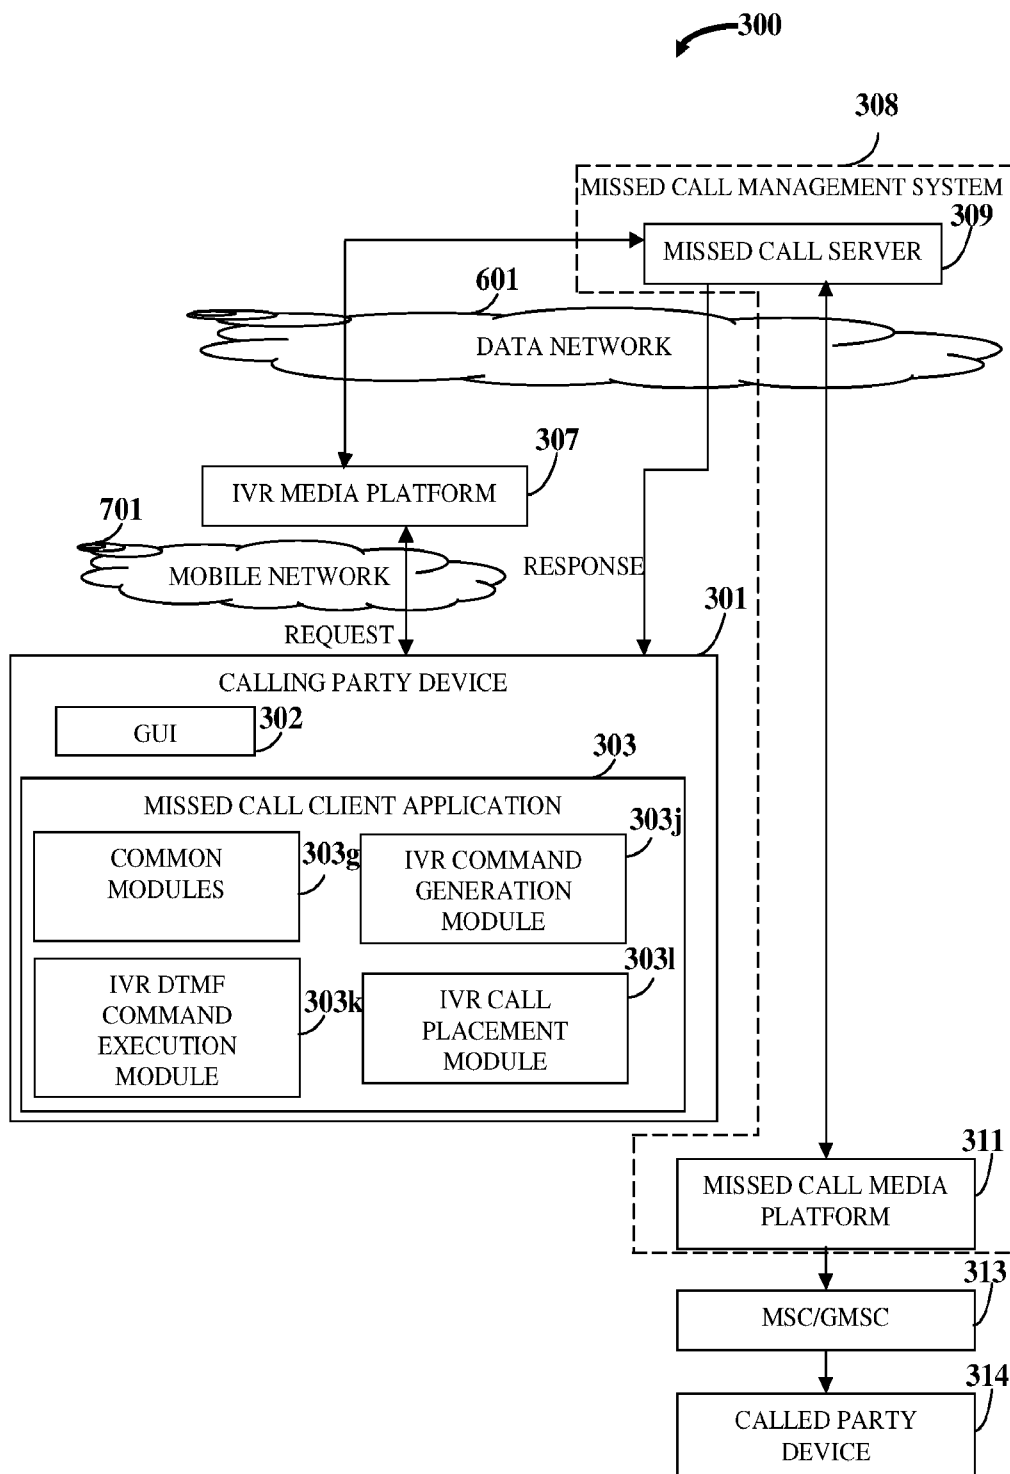 300
308
MISSED CALL MANAGEMENT SYSTEM
309
MISSED CALL SERVER
601
DATA NETWORK
307
IVR MEDIA PLATFORM
701
MOBILE NETWORK
RESPONSE
REQUEST
301
CALLING PARTY DEVICE
302
GUI
303
MISSED CALL CLIENT APPLICATION
COMMON
MODULES
303g
303j
IVR COMMAND
GENERATION
MODULE
IVR DTMF
COMMAND
EXECUTION
MODULE
303k
303l
IVR CALL
PLACEMENT
MODULE
311
MISSED CALL MEDIA
PLATFORM
313
MSC/GMSC
314
CALLED PARTY
DEVICE